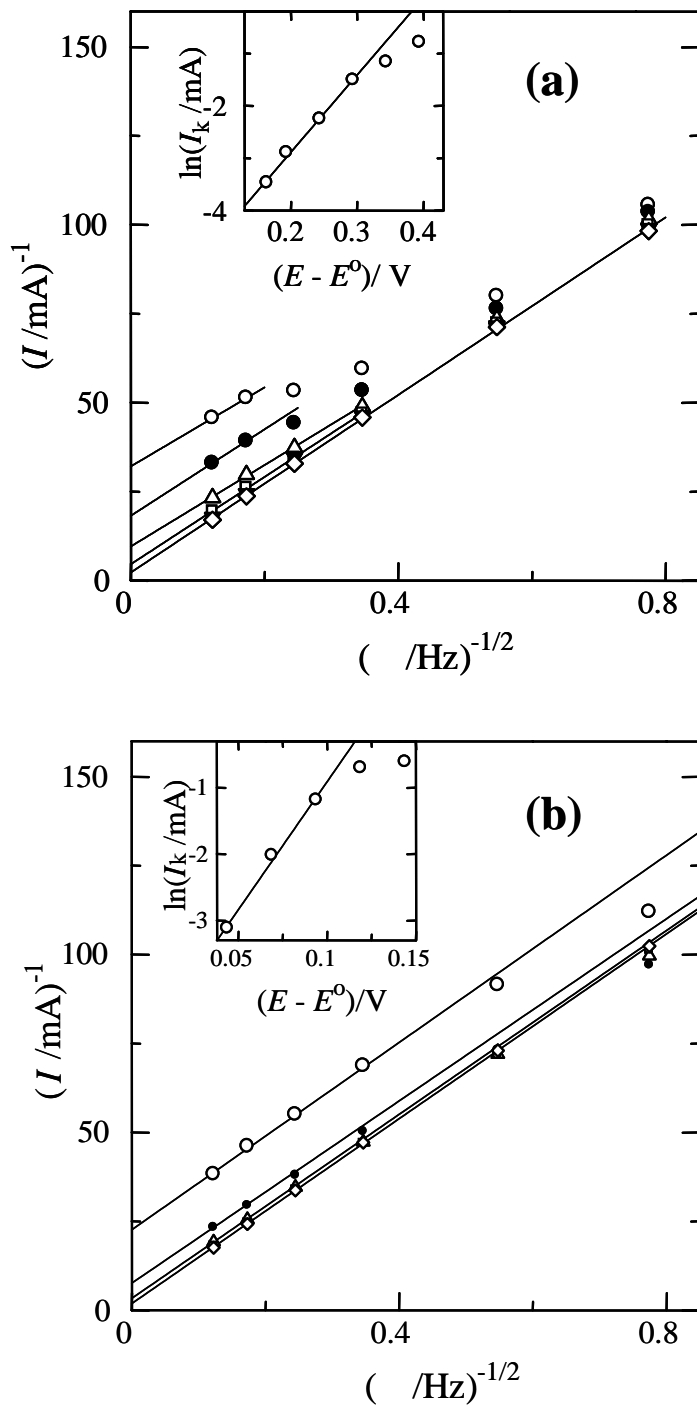 150
(a)
-2
-4
ln(I_k /mA)
0.2 0.3 0.4
(E - E^o)/ V
100
(I /mA)^-1
50
0
0 0.4 0.8
( /Hz)^-1/2
150
(b)
-1
-2
-3
ln(I_k /mA)
0.05 0.1 0.15
(E - E^o)/V
100
(I /mA)^-1
50
0
0 0.4 0.8
( /Hz)^-1/2